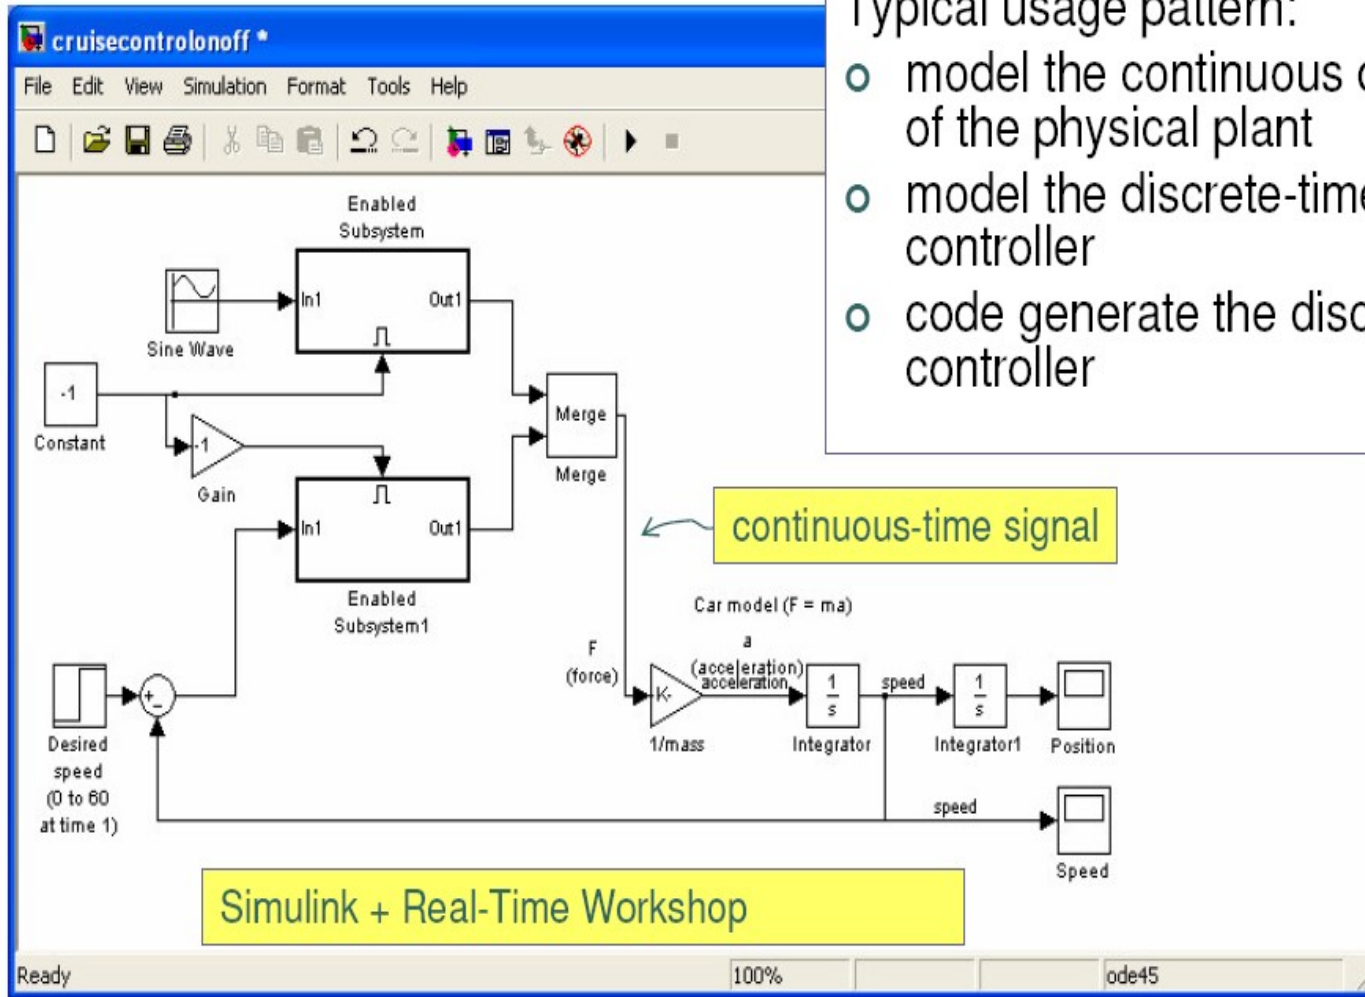 cruisecontrolonoff *
File Edit View Simulation Format Tools Help
Typical usage pattern:
model the continuous
of the physical plant
model the discrete-time
controller
code generate the disc
controller
Enabled
Subsystem
In1 Out1
Sine Wave
-1
Constant
-1
Gain
Merge
Merge
In1 Out1
Enabled
Subsystem1
continuous-time signal
Car model (F = ma)
F
(force)
a
(acceleration)
acceleration
K-
1/mass
1
s
Integrator
speed
1
s
Integrator1
Position
+
-
Desired
speed
(0 to 60
at time 1)
speed
Speed
Simulink + Real-Time Workshop
Ready 100% ode45